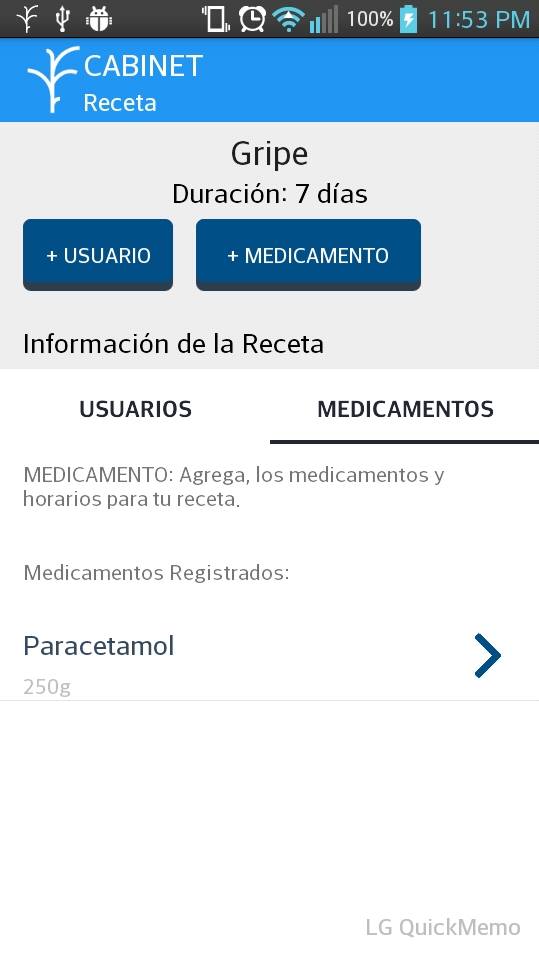 100% 11:53 PM
CABINET
Receta
Gripe
Duración: 7 días
+ USUARIO + MEDICAMENTO
Información de la Receta
USUARIOS MEDICAMENTOS
MEDICAMENTO: Agrega, los medicamentos y
horarios para tu receta.
Medicamentos Registrados:
Paracetamol
250g
LG QuickMemo